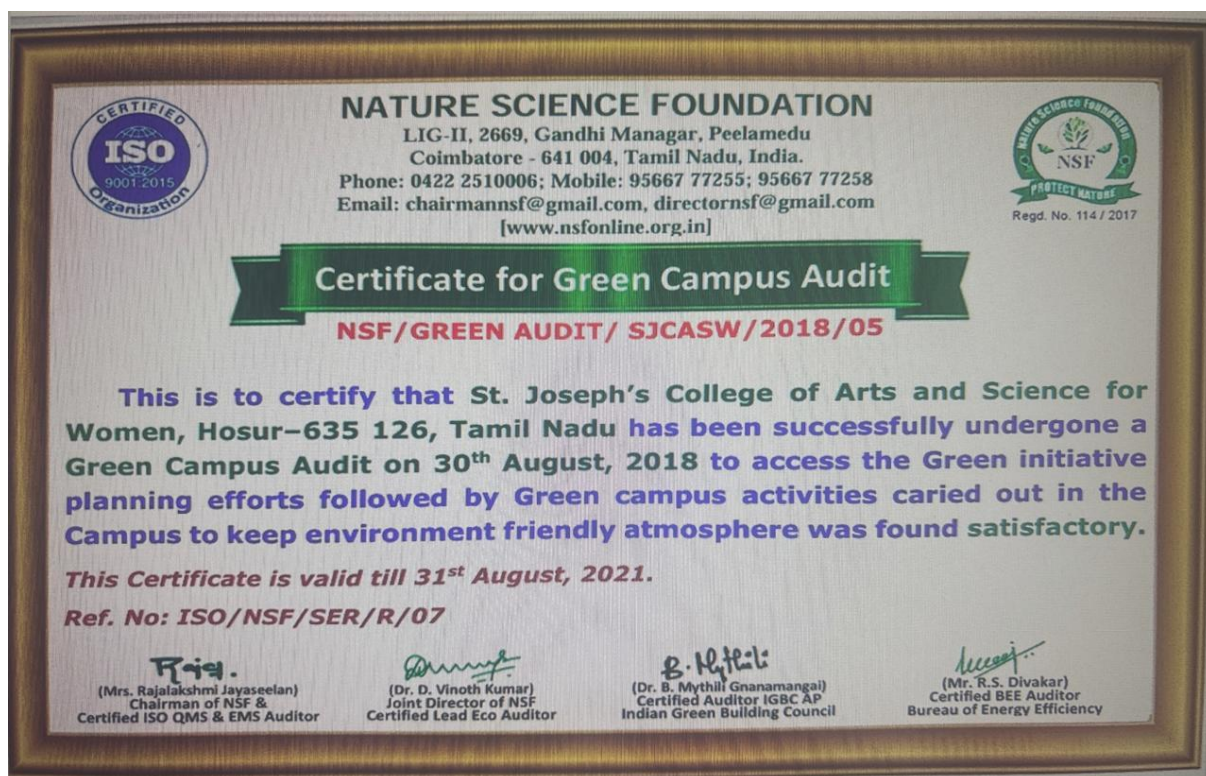 CERTIFIED
ISO
9001:2015
Organization
NATURE SCIENCE FOUNDATION
LIG-II, 2669, Gandhi Managar, Peelamedu
Coimbatore - 641 004, Tamil Nadu, India.
Phone: 0422 2510006; Mobile: 95667 77255; 95667 77258
Email: chairmannsf@gmail.com, directornsf@gmail.com
[www.nsfonline.org.in]
Nature Science Foundation
NSF
PROTECT NATURE
Regd. No. 114 / 2017
Certificate for Green Campus Audit
NSF/GREEN AUDIT/ SJCASW/2018/05
This is to certify that St. Joseph's College of Arts and Science for
Women, Hosur–635 126, Tamil Nadu has been successfully undergone a
Green Campus Audit on 30th August, 2018 to access the Green initiative
planning efforts followed by Green campus activities caried out in the
Campus to keep environment friendly atmosphere was found satisfactory.
This Certificate is valid till 31st August, 2021.
Ref. No: ISO/NSF/SER/R/07
B. Mythili
(Mrs. Rajalakshmi Jayaseelan)
Chairman of NSF &
Certified ISO QMS & EMS Auditor
(Dr. D. Vinoth Kumar)
Joint Director of NSF
Certified Lead Eco Auditor
(Dr. B. Mythili Gnanamangai)
Certified Auditor IGBC AP
Indian Green Building Council
(Mr. R.S. Divakar)
Certified BEE Auditor
Bureau of Energy Efficiency